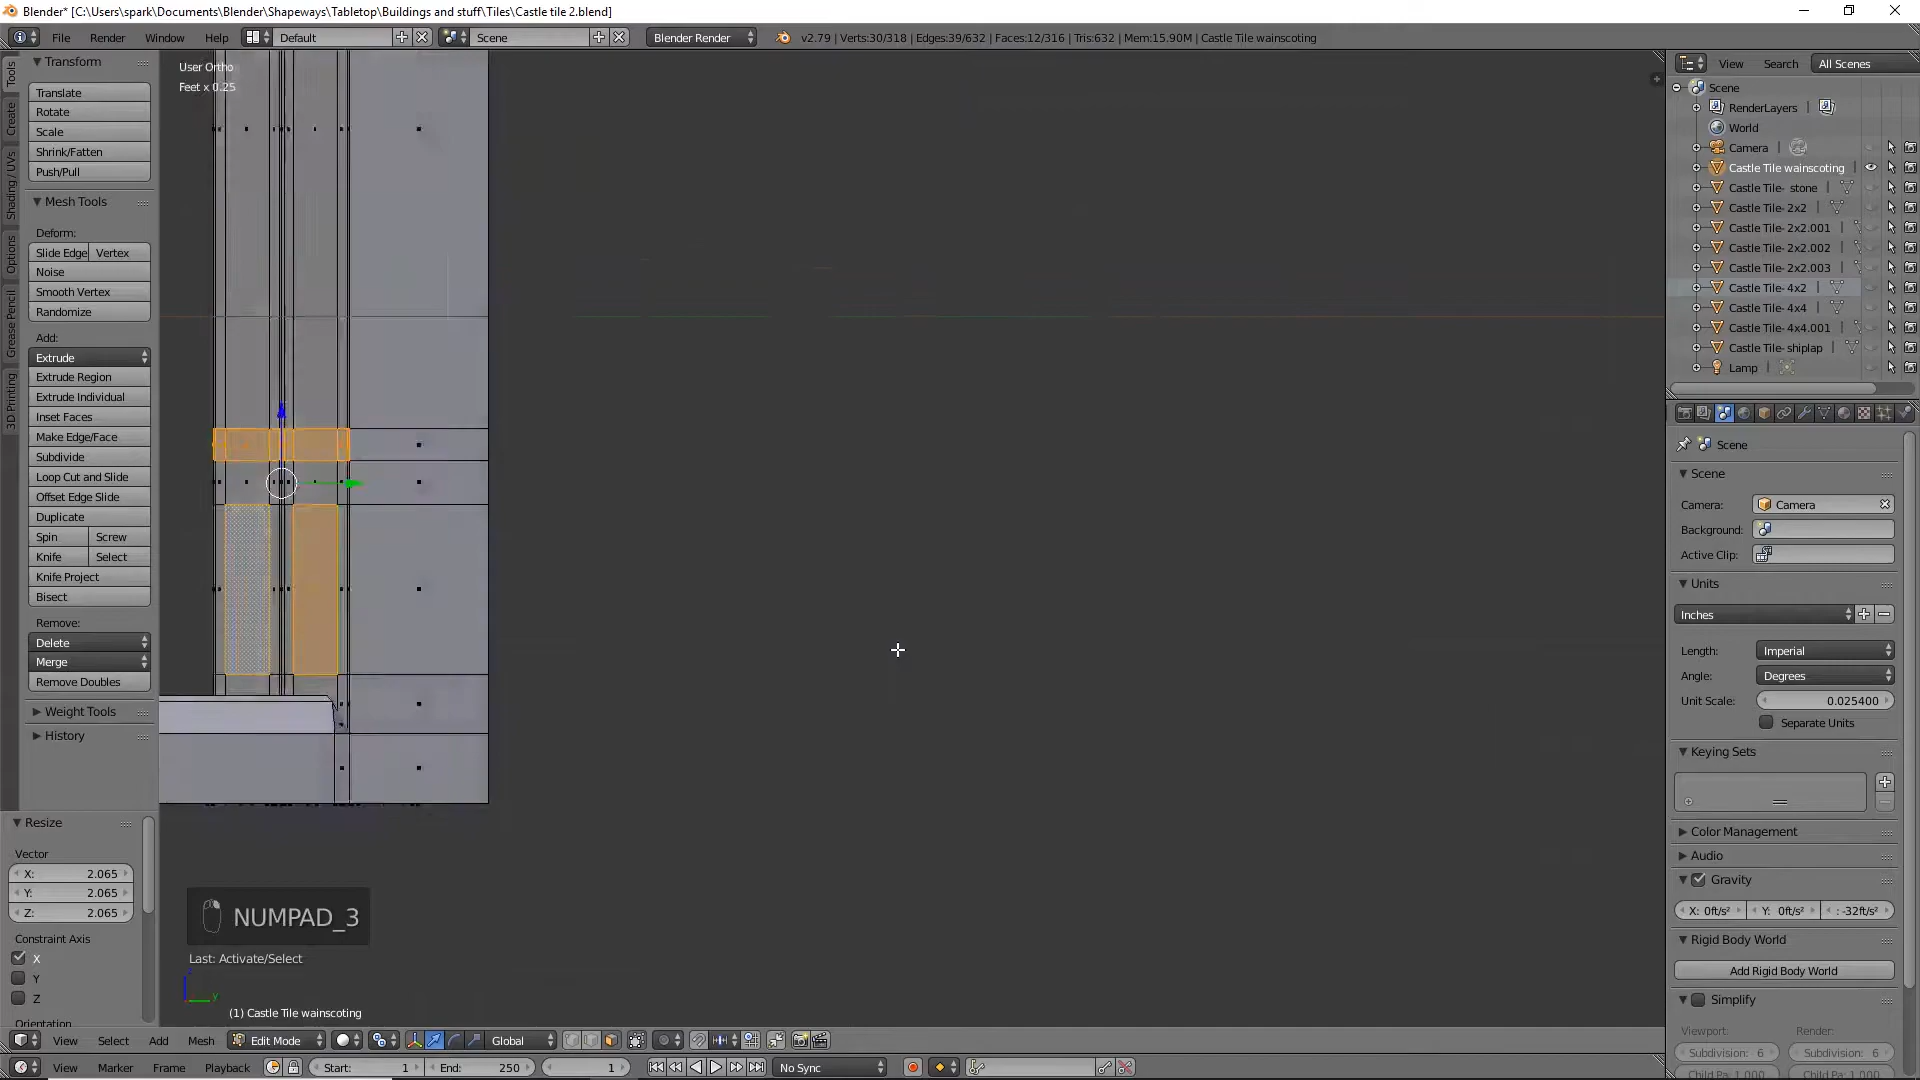 Blender* [C:\Users\spark\Documents\Blender\Shapeways\Tabletop\Buildings and stuff\Tiles\Castle tile 2.blend]
File Render Window Help Default Scene Blender Render v2.79 | Verts:30/318 | Edges:39/632 | Faces:12/316 | Tris:632 | Mem:15.90M | Castle Tile wainscoting
Tools
Create
Shading / UVs
Options
Grease Pencil
3D Printing
Transform
Translate
Rotate
Scale
Shrink/Fatten
Push/Pull
Mesh Tools
Deform:
Slide Edge Vertex
Noise
Smooth Vertex
Randomize
Add:
Extrude
Extrude Region
Extrude Individual
Inset Faces
Make Edge/Face
Subdivide
Loop Cut and Slide
Offset Edge Slide
Duplicate
Spin Screw
Knife Select
Knife Project
Bisect
Remove:
Delete
Merge
Remove Doubles
Weight Tools
History
Resize
Vector
X: 2.065
Y: 2.065
Z: 2.065
Constraint Axis
X
Y
Z
Orientation
User Ortho
Feet x 0.25
NUMPAD_3
Last: Activate/Select
y
(1) Castle Tile wainscoting
View Select Add Mesh Edit Mode Global
View Marker Frame Playback Start: 1 End: 250 1 No Sync
View Search All Scenes
Scene
RenderLayers |
World
Camera |
Castle Tile wainscoting
Castle Tile- stone
Castle Tile- 2x2 |
Castle Tile- 2x2.001 |
Castle Tile- 2x2.002 |
Castle Tile- 2x2.003 |
Castle Tile- 4x2 |
Castle Tile- 4x4 |
Castle Tile- 4x4.001 |
Castle Tile- shiplap |
Lamp |
Scene
Scene
Camera: Camera
Background:
Active Clip:
Units
Inches
Length: Imperial
Angle: Degrees
Unit Scale: 0.025400
Separate Units
Keying Sets
Color Management
Audio
Gravity
X: 0ft/s² Y: 0ft/s² : -32ft/s²
Rigid Body World
Add Rigid Body World
Simplify
Viewport: Render:
Subdivision: 6 Subdivision: 6